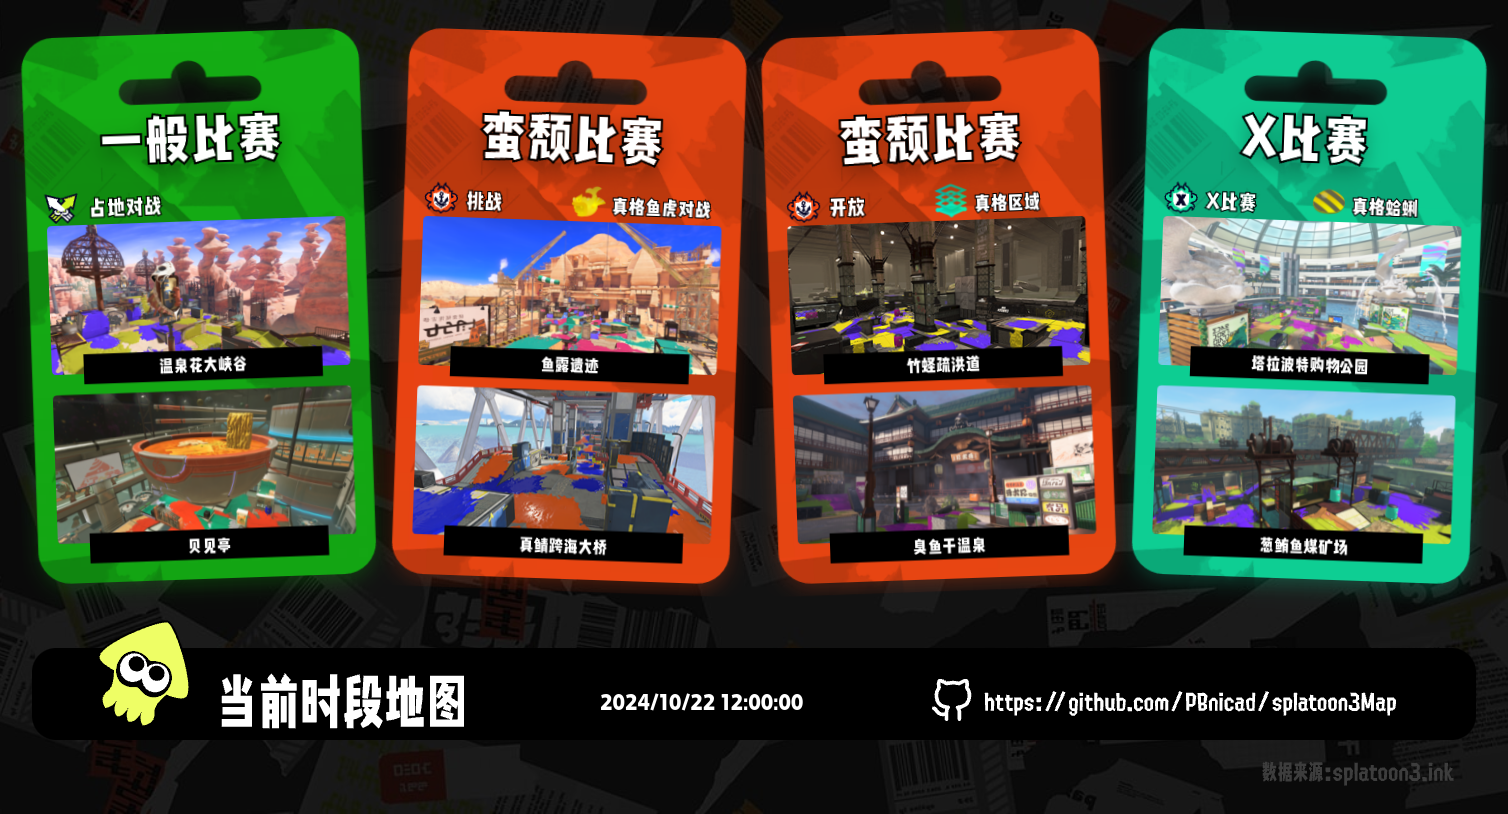 一般比赛
占地对战
温泉花大峡谷
贝见亭
蛮颓比赛
挑战
真格鱼虎对战
鱼露遗迹
真鲭跨海大桥
蛮颓比赛
开放
真格区域
竹蛏疏洪道
臭鱼干温泉
X比赛
X比赛
真格蛤蜊
塔拉波特购物公园
葱鲔鱼煤矿场
当前时段地图
2024/10/22 12:00:00
https://github.com/PBnicad/splatoon3Map
数据来源:splatoon3.ink